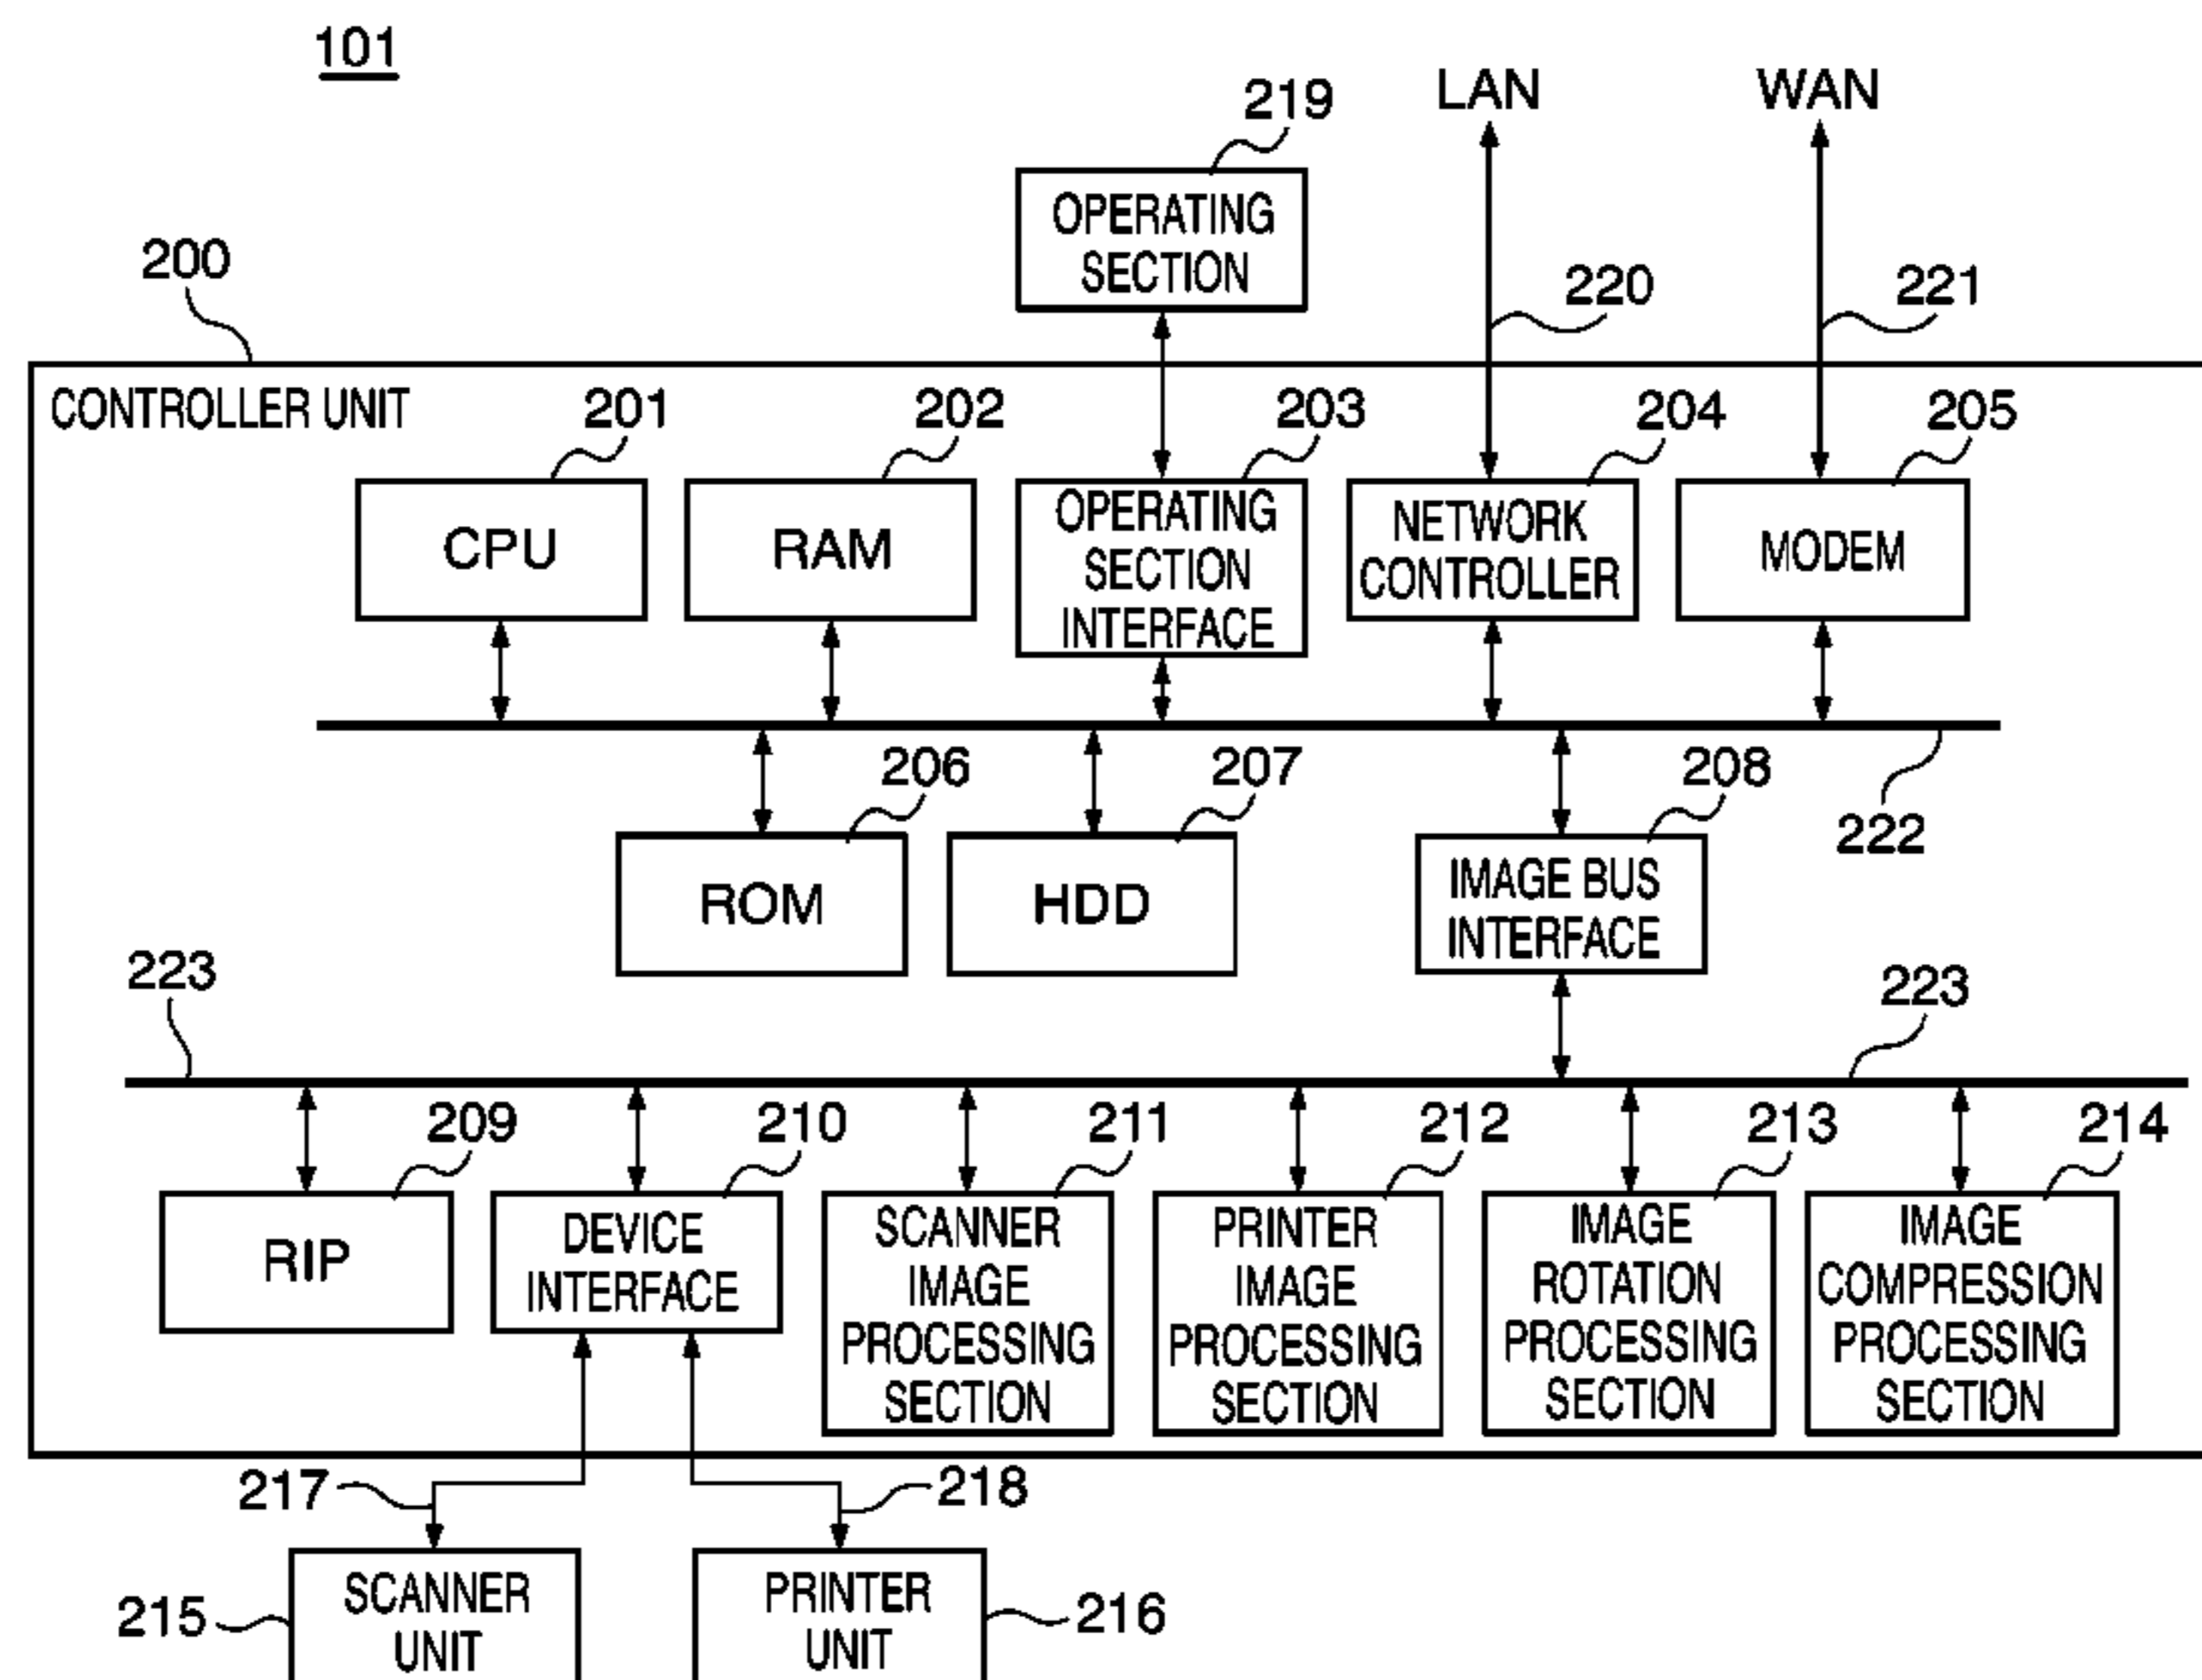 101
219
LAN
WAN
OPERATING
SECTION
200
220
221
CONTROLLER UNIT
201
202
203
204
205
CPU
RAM
OPERATING
SECTION
INTERFACE
NETWORK
CONTROLLER
MODEM
206
207
208
222
ROM
HDD
IMAGE BUS
INTERFACE
223
223
209
210
211
212
213
214
RIP
DEVICE
INTERFACE
SCANNER
IMAGE
PROCESSING
SECTION
PRINTER
IMAGE
PROCESSING
SECTION
IMAGE
ROTATION
PROCESSING
SECTION
IMAGE
COMPRESSION
PROCESSING
SECTION
217
218
215
SCANNER
UNIT
PRINTER
UNIT
216